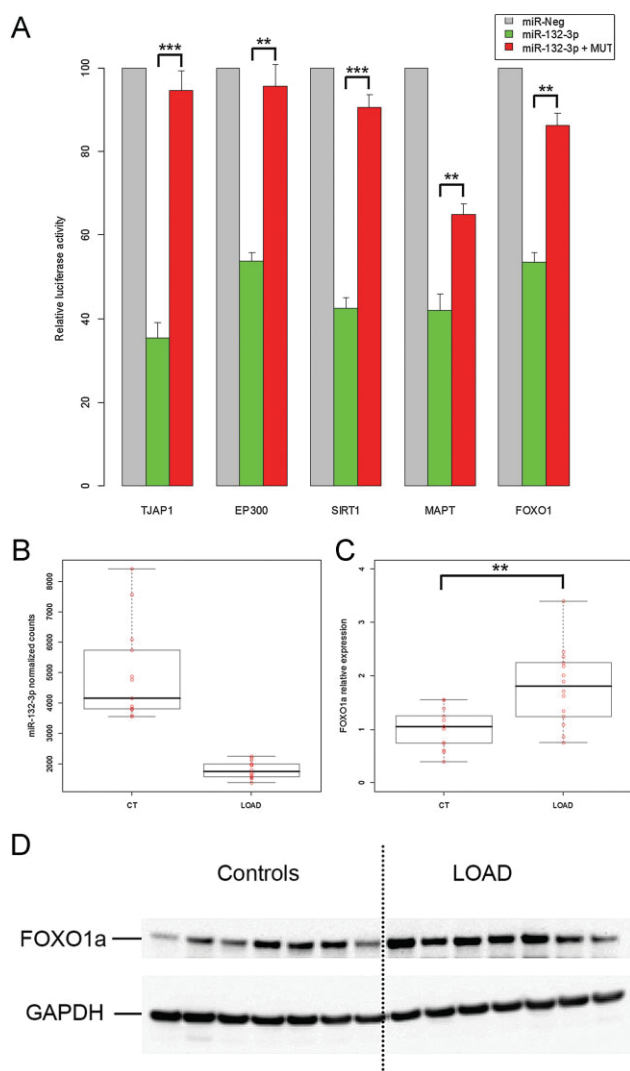 A
miR-Neg
miR-132-3p
miR-132-3p + MUT
Relative luciferase activity
100
80
60
40
20
0
***
**
***
**
**
TJAP1
EP300
SIRT1
MAPT
FOXO1
B
miR-132-3p normalized counts
8000
7000
6000
5000
4000
3000
2000
CT
LOAD
C
FOXO1a relative expression
4
3
2
1
0
**
CT
LOAD
D
Controls
LOAD
FOXO1a
GAPDH